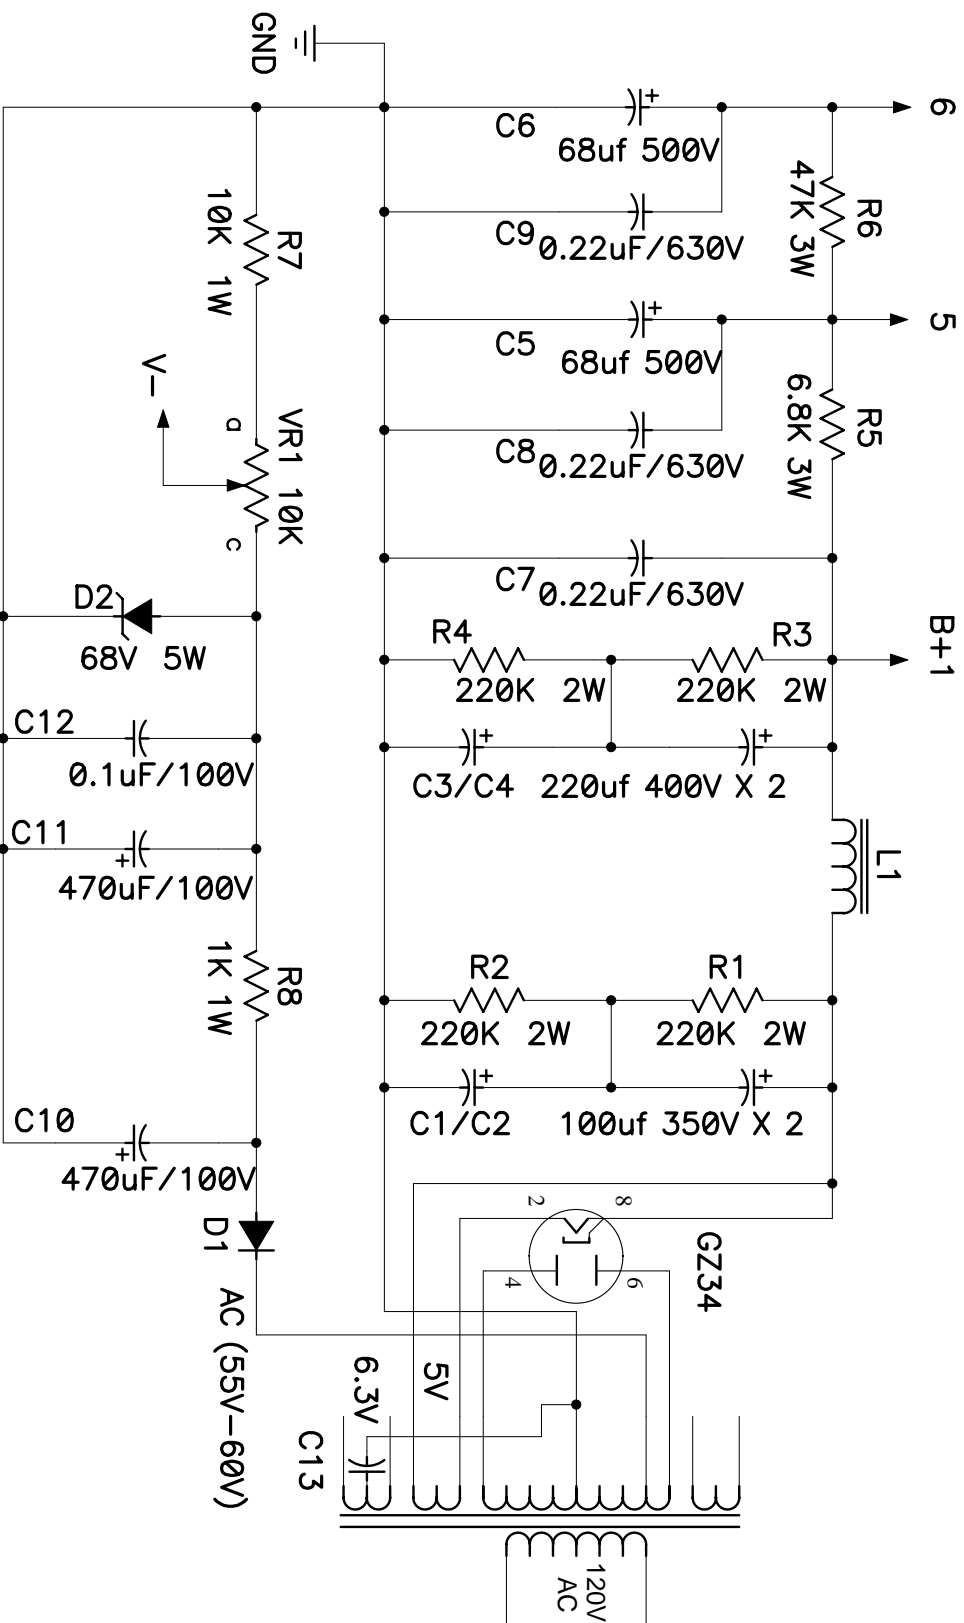 GND
6
C6
68uf 500V
R6
47K 3W
C9
0.22uF/630V
R7
10K 1W
5
C5
68uf 500V
R5
6.8K 3W
C8
0.22uF/630V
V-
a
VR1 10K
c
C7
0.22uF/630V
D2
68V 5W
B+1
R4
220K 2W
R3
220K 2W
C12
0.1uF/100V
C3/C4
220uf 400V X 2
C11
470uF/100V
L1
R8
1K 1W
R2
220K 2W
R1
220K 2W
C10
470uF/100V
C1/C2
100uf 350V X 2
2
8
4
6
GZ34
D1
AC (55V-60V)
5V
6.3V
C13
120V
AC